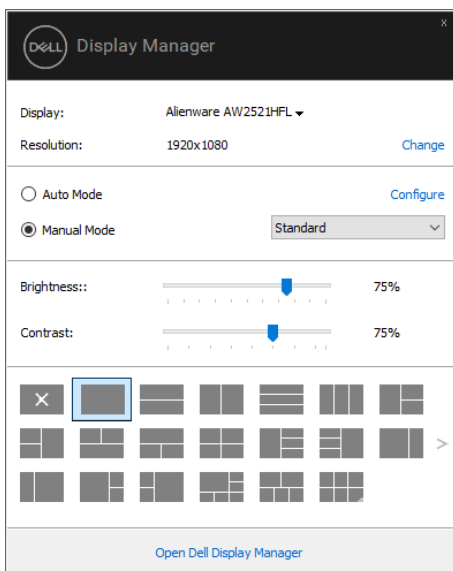 x
DELL Display Manager
Display: Alienware AW2521HFL
Resolution: 1920x1080 Change
Auto Mode Configure
Manual Mode Standard
Brightness:: 75%
Contrast: 75%
Open Dell Display Manager